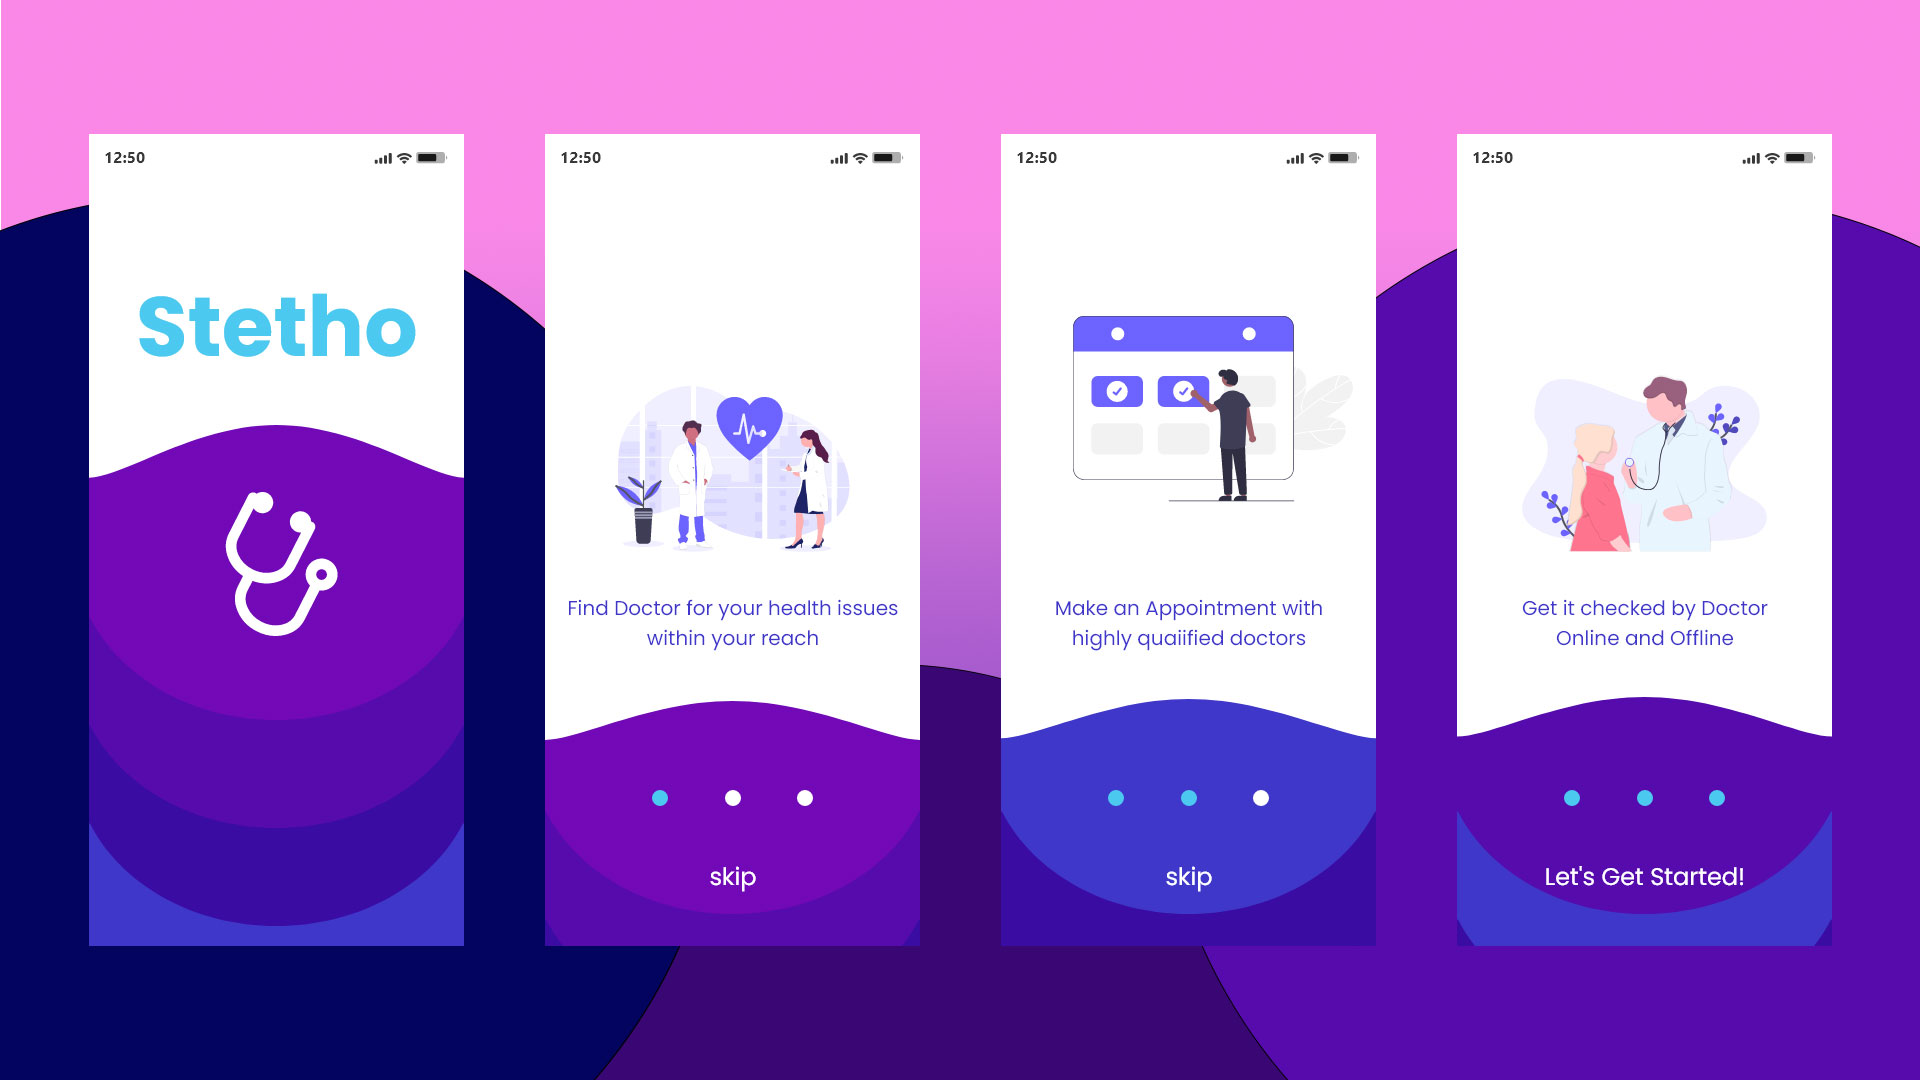 12:50
Stetho
12:50
Find Doctor for your health issues
within your reach
skip
12:50
Make an Appointment with
highly quaiified doctors
skip
12:50
Get it checked by Doctor
Online and Offline
Let's Get Started!